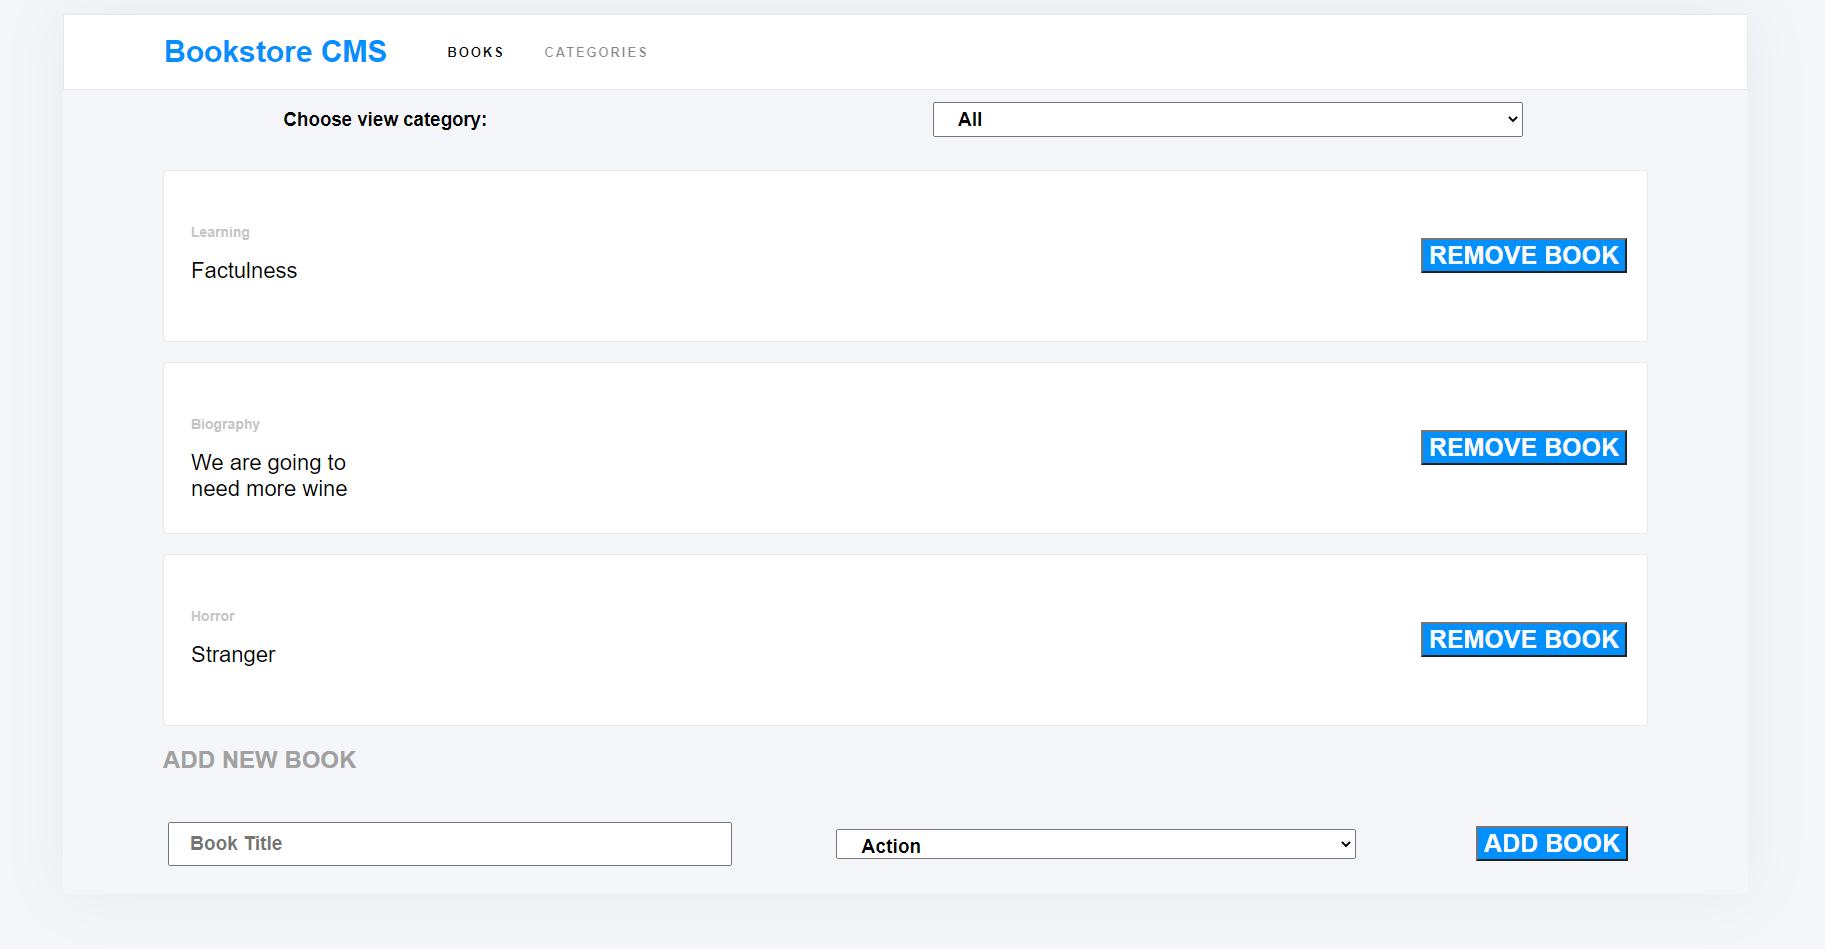 Bookstore CMS BOOKS CATEGORIES
Choose view category: All
Learning
Factulness
REMOVE BOOK
Biography
We are going to
need more wine
REMOVE BOOK
Horror
Stranger
REMOVE BOOK
ADD NEW BOOK
Book Title Action ADD BOOK